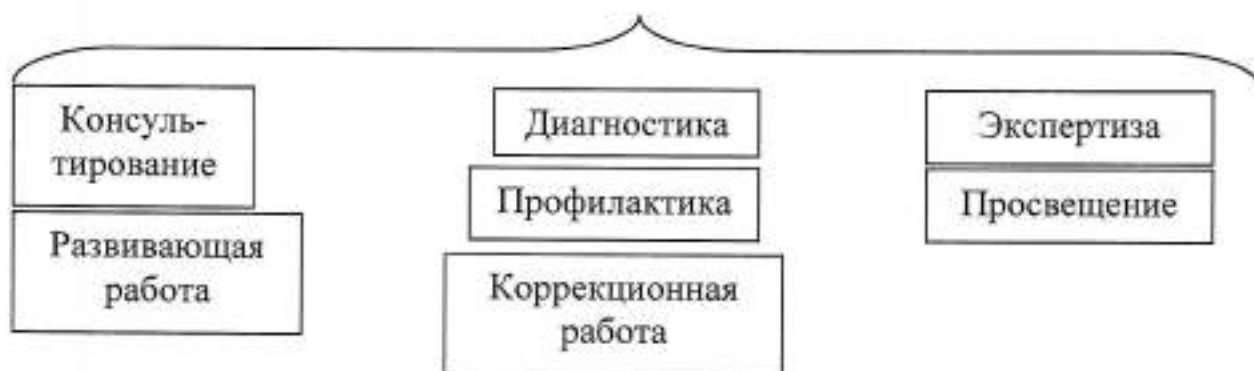 Консуль-
тирование
Развивающая
работа
Диагностика
Профилактика
Коррекционная
работа
Экспертиза
Просвещение